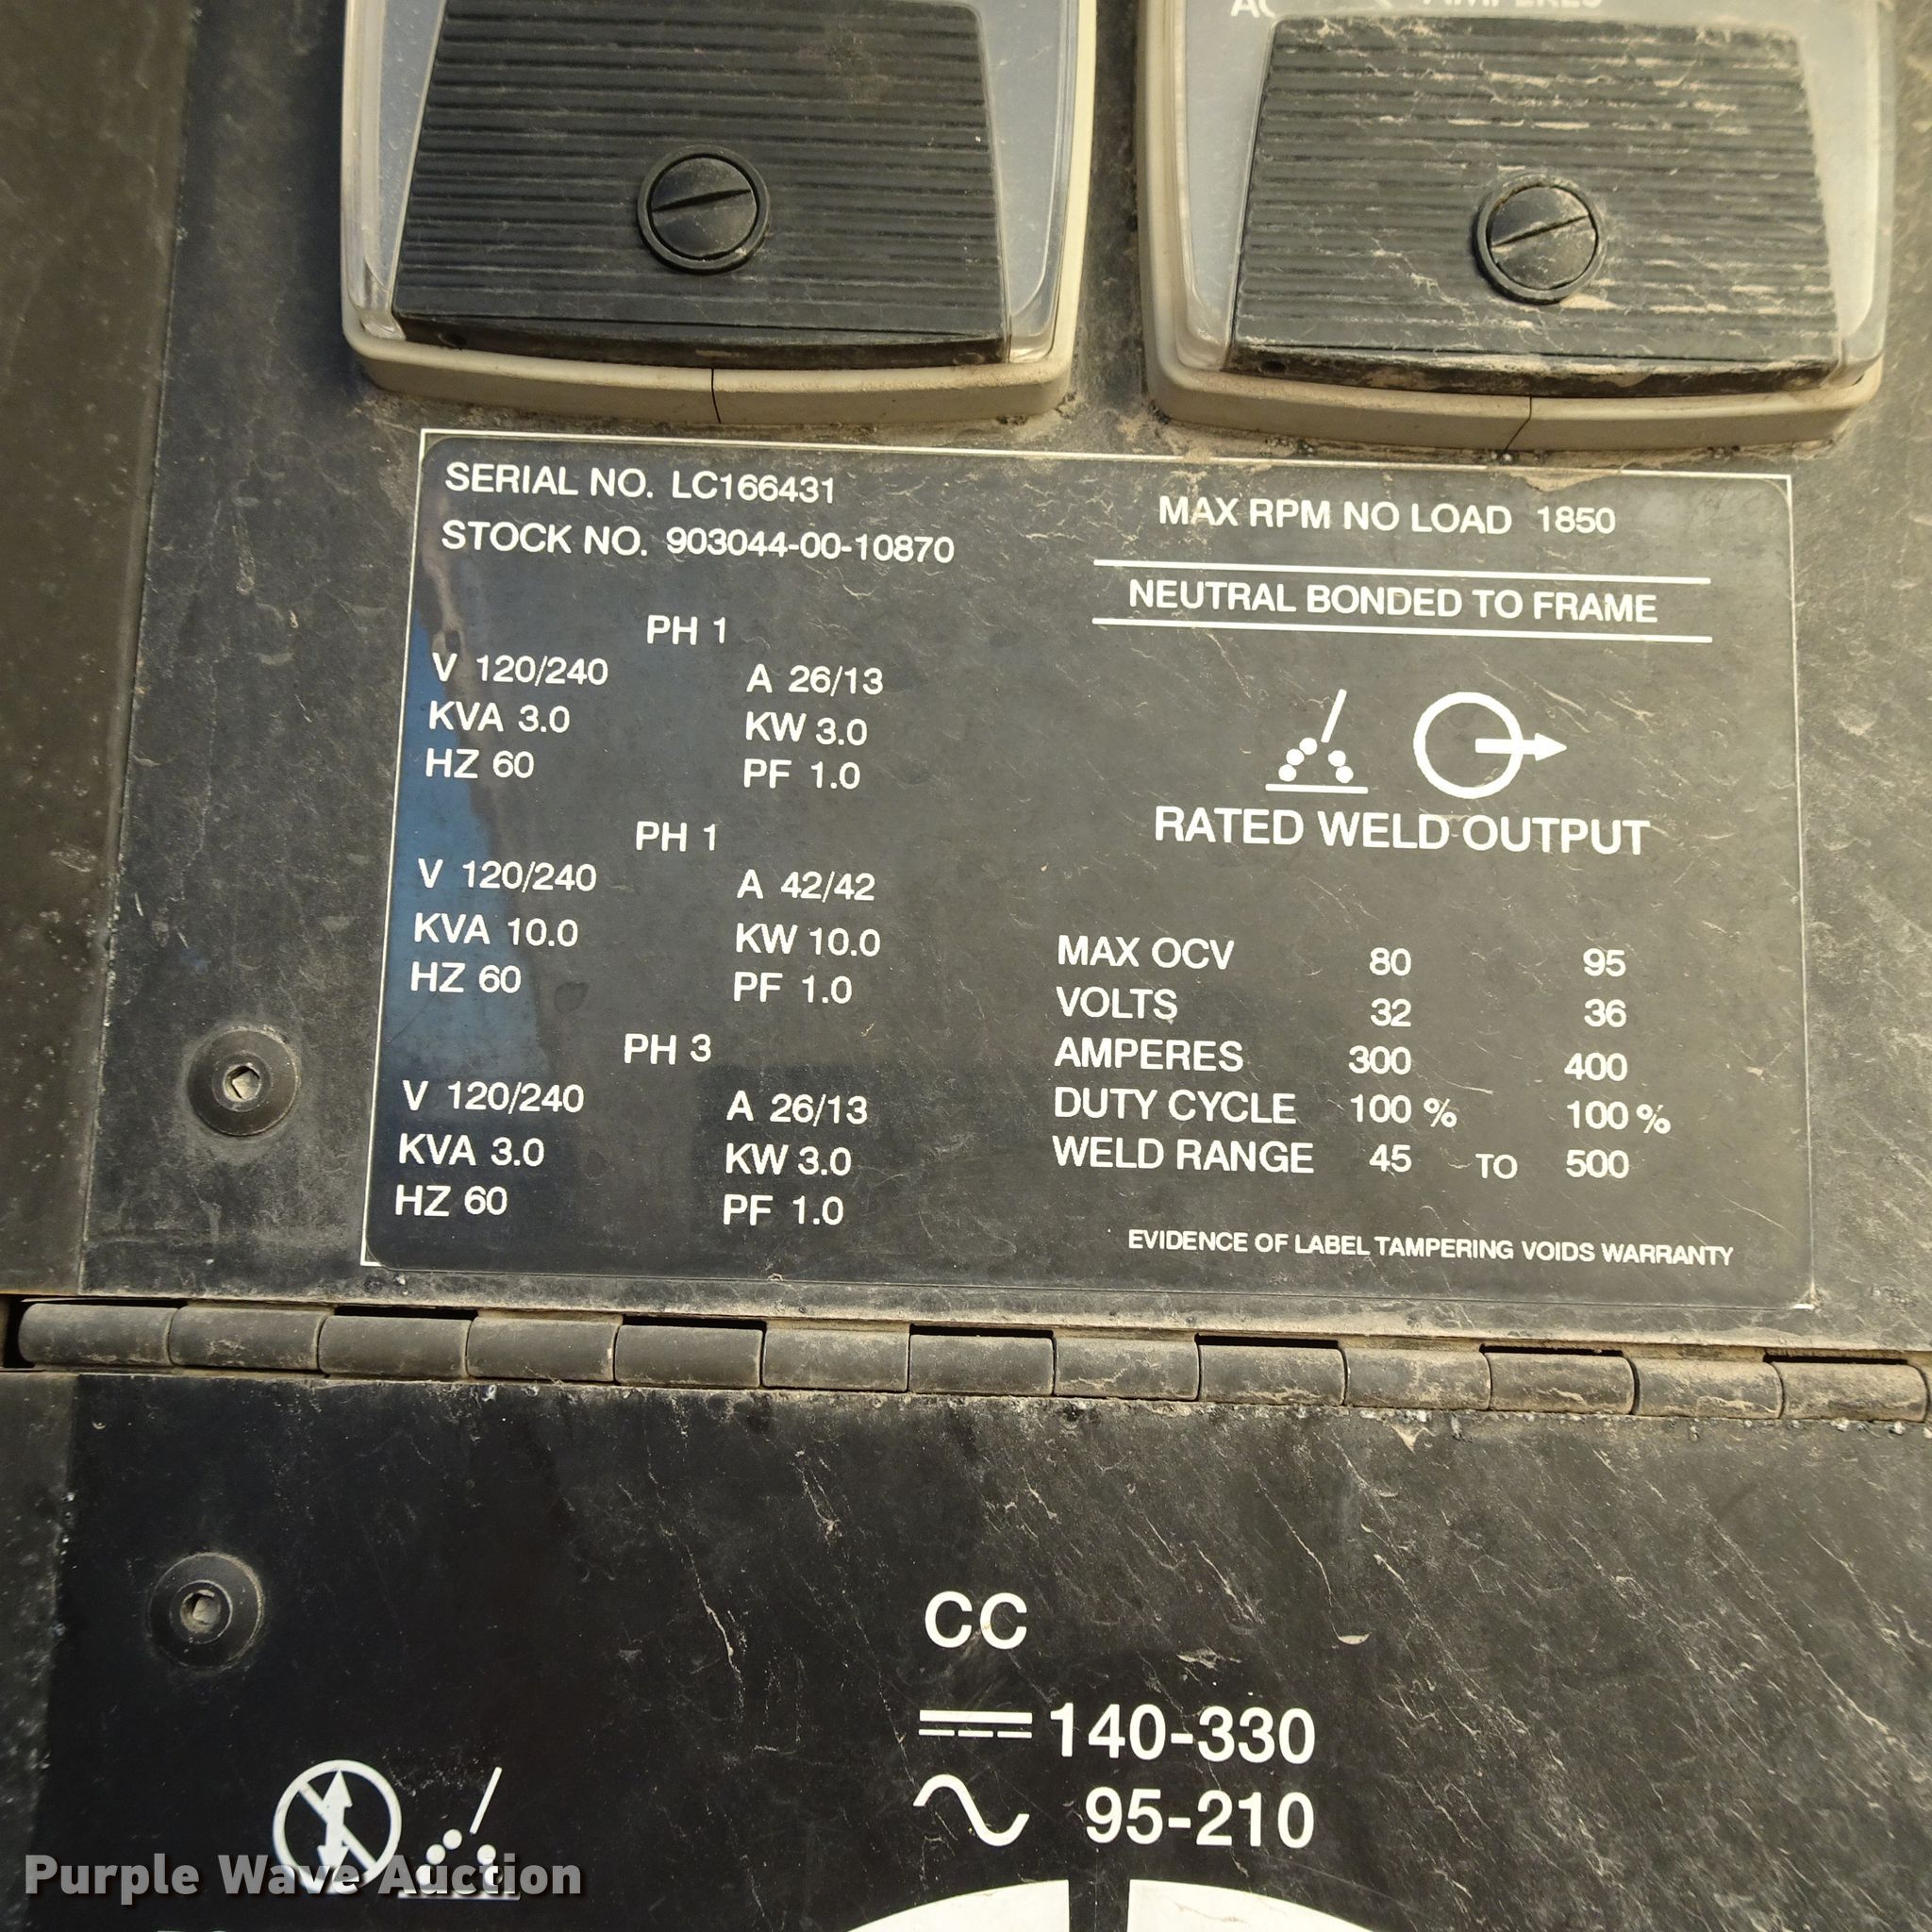 AMPERES
SERIAL NO. LC166431
STOCK NO. 903044-00-10870
PH 1
V 120/240 A 26/13
KVA 3.0 KW 3.0
HZ 60 PF 1.0
PH 1
V 120/240 A 42/42
KVA 10.0 KW 10.0
HZ 60 PF 1.0
PH 3
V 120/240 A 26/13
KVA 3.0 KW 3.0
HZ 60 PF 1.0
MAX RPM NO LOAD 1850
NEUTRAL BONDED TO FRAME
RATED WELD OUTPUT
MAX OCV 80 95
VOLTS 32 36
AMPERES 300 400
DUTY CYCLE 100 % 100 %
WELD RANGE 45 TO 500
EVIDENCE OF LABEL TAMPERING VOIDS WARRANTY
CC
140-330
95-210
Purple Wave Auction